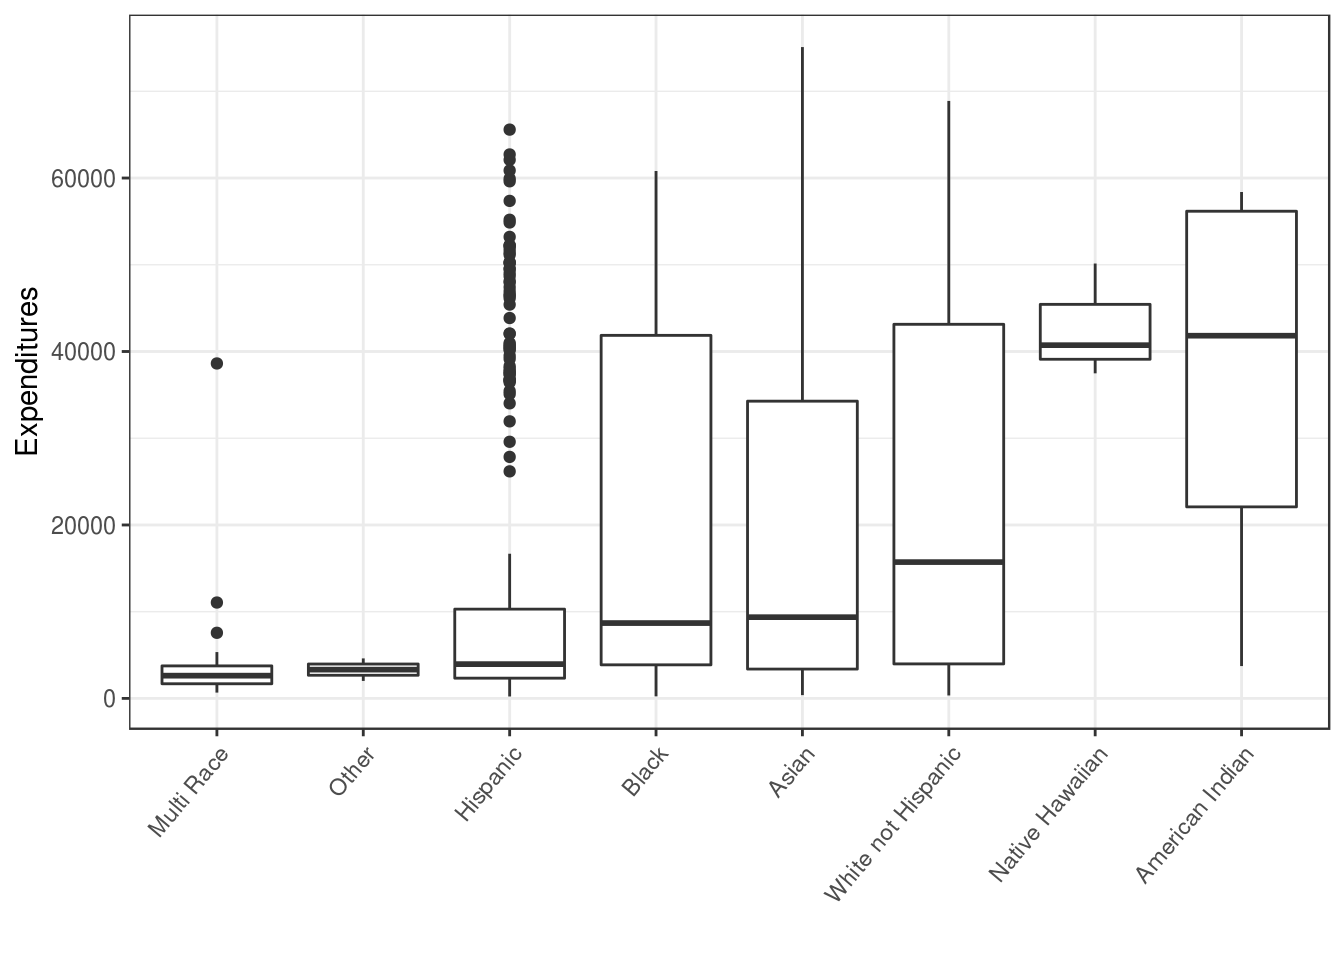 Expenditures
60000
40000
20000
0
Multi Race
Other
Hispanic
Black
Asian
White not Hispanic
Native Hawaiian
American Indian